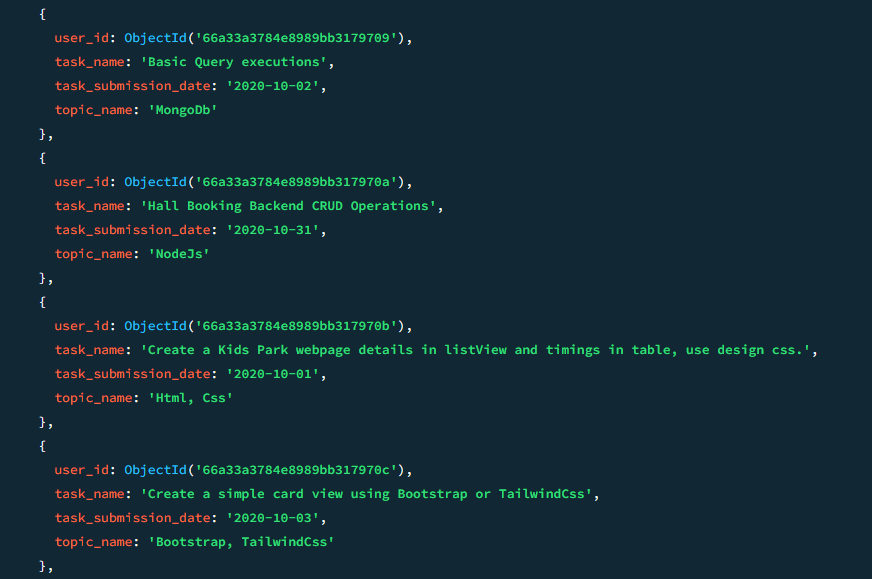 {
user_id: ObjectId('66a33a3784e8989bb3179709'),
task_name: 'Basic Query executions',
task_submission_date: '2020-10-02',
topic_name: 'MongoDb'
},
{
user_id: ObjectId('66a33a3784e8989bb317970a'),
task_name: 'Hall Booking Backend CRUD Operations',
task_submission_date: '2020-10-31',
topic_name: 'NodeJs'
},
{
user_id: ObjectId('66a33a3784e8989bb317970b'),
task_name: 'Create a Kids Park webpage details in listView and timings in table, use design css.',
task_submission_date: '2020-10-01',
topic_name: 'Html, Css'
},
{
user_id: ObjectId('66a33a3784e8989bb317970c'),
task_name: 'Create a simple card view using Bootstrap or TailwindCss',
task_submission_date: '2020-10-03',
topic_name: 'Bootstrap, TailwindCss'
},